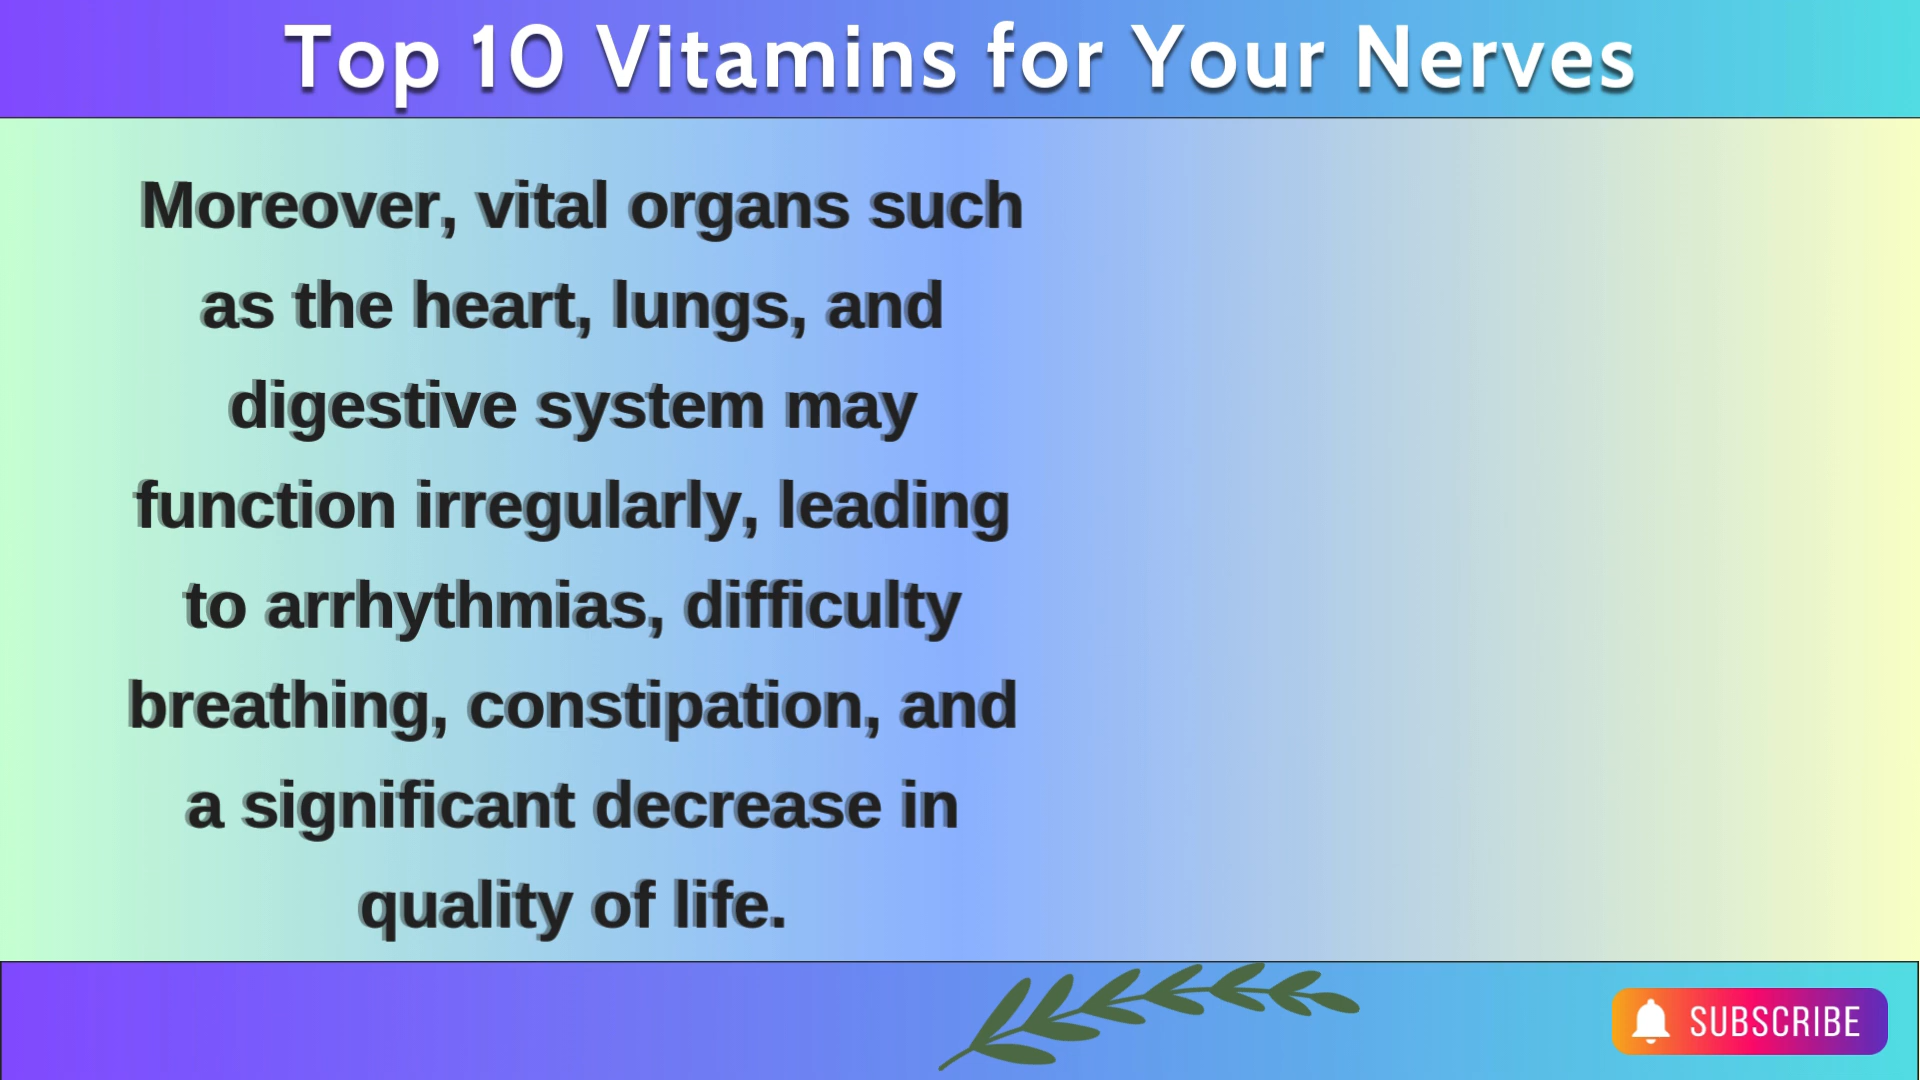 Top 10 Vitamins for Your Nerves
Moreover, vital organs such
as the heart, lungs, and
digestive system may
function irregularly, leading
to arrhythmias, difficulty
breathing, constipation, and
a significant decrease in
quality of life.
SUBSCRIBE